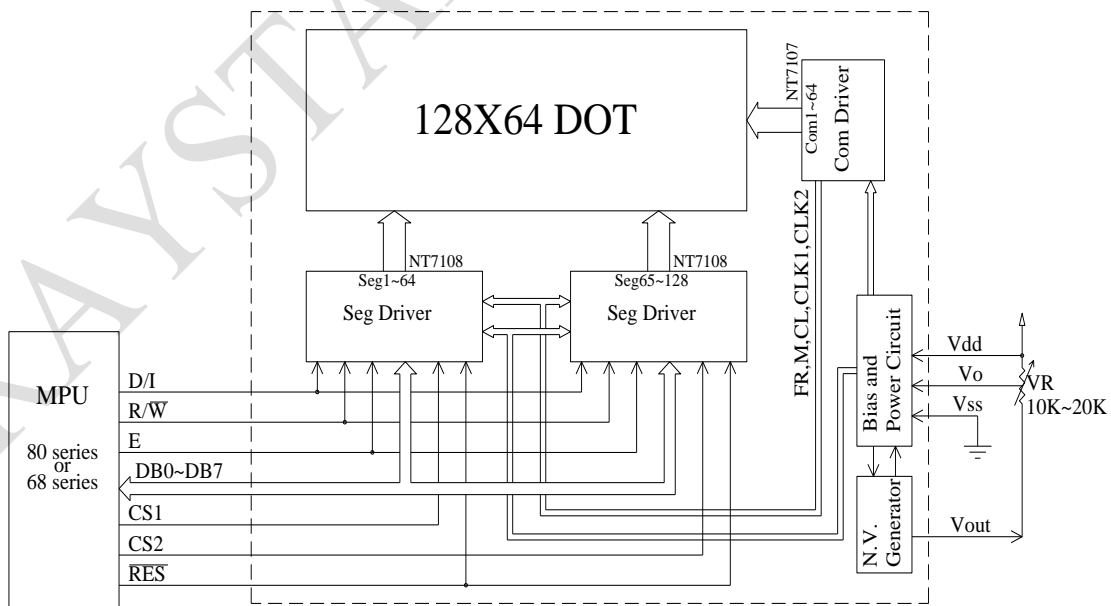 RAYSTA
128X64 DOT
NT7107
Com1~64
Com Driver
NT7108
Seg1~64
Seg Driver
NT7108
Seg65~128
Seg Driver
FR,M,CL,CLK1,CLK2
MPU
80 series
or
68 series
D/I
R/W̅
E
DB0~DB7
CS1
CS2
R̅E̅S̅
Bias and
Power Circuit
Vdd
Vo
Vss
VR
10K~20K
N.V.
Generator
Vout